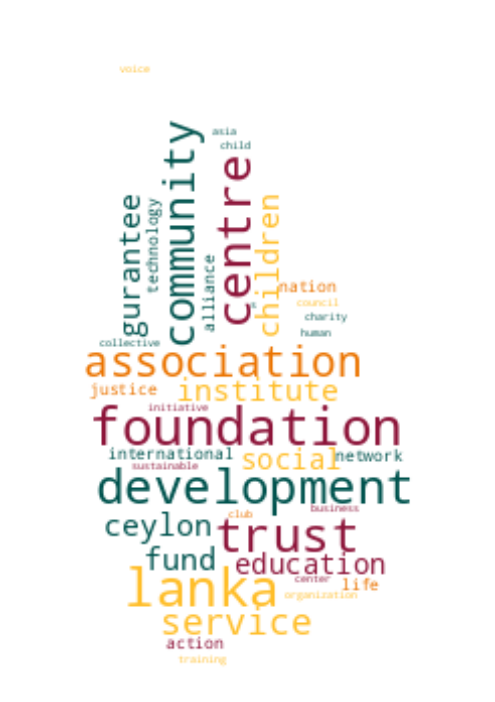 voice
asia
child
community
centre
gurantee
technology
children
alliance
nation
council
charity
human
collective
association
justice
institute
initiative
foundation
international
social
network
sustainable
development
business
club
ceylon
trust
fund
education
center
life
lanka
organization
service
action
training